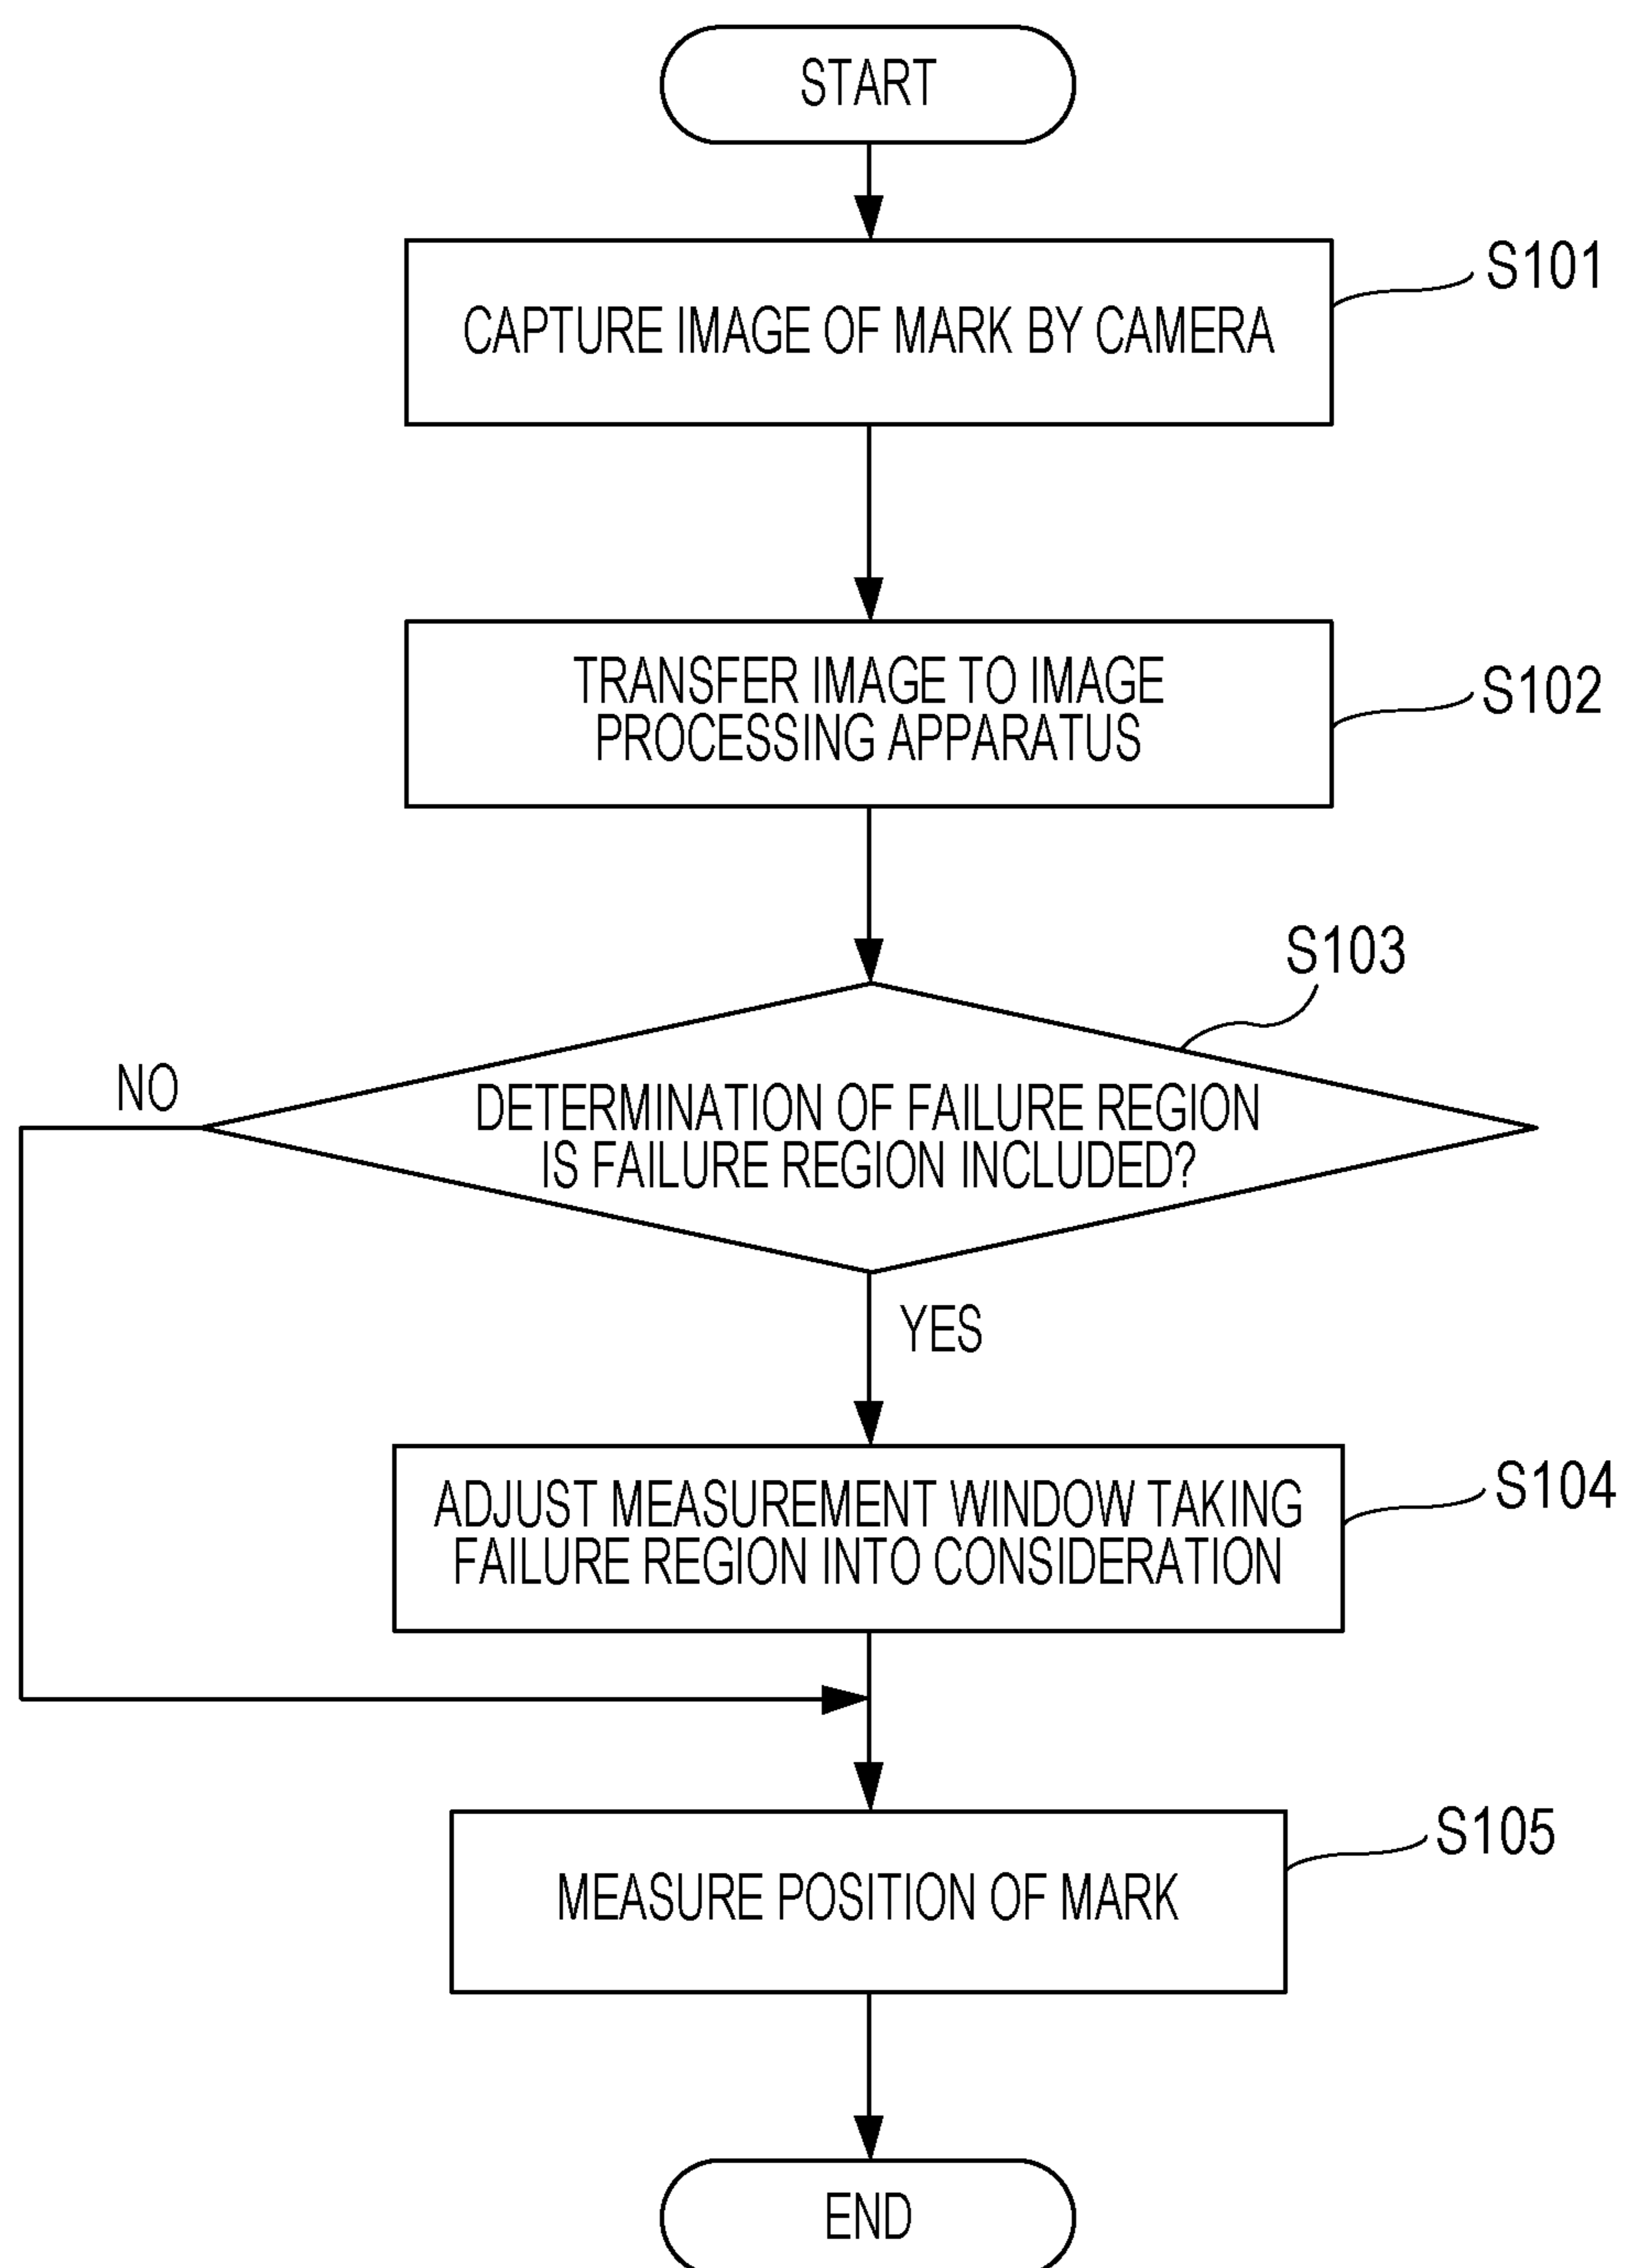 START
CAPTURE IMAGE OF MARK BY CAMERA
S101
TRANSFER IMAGE TO IMAGE
PROCESSING APPARATUS
S102
S103
DETERMINATION OF FAILURE REGION
IS FAILURE REGION INCLUDED?
NO
YES
ADJUST MEASUREMENT WINDOW TAKING
FAILURE REGION INTO CONSIDERATION
S104
MEASURE POSITION OF MARK
S105
END